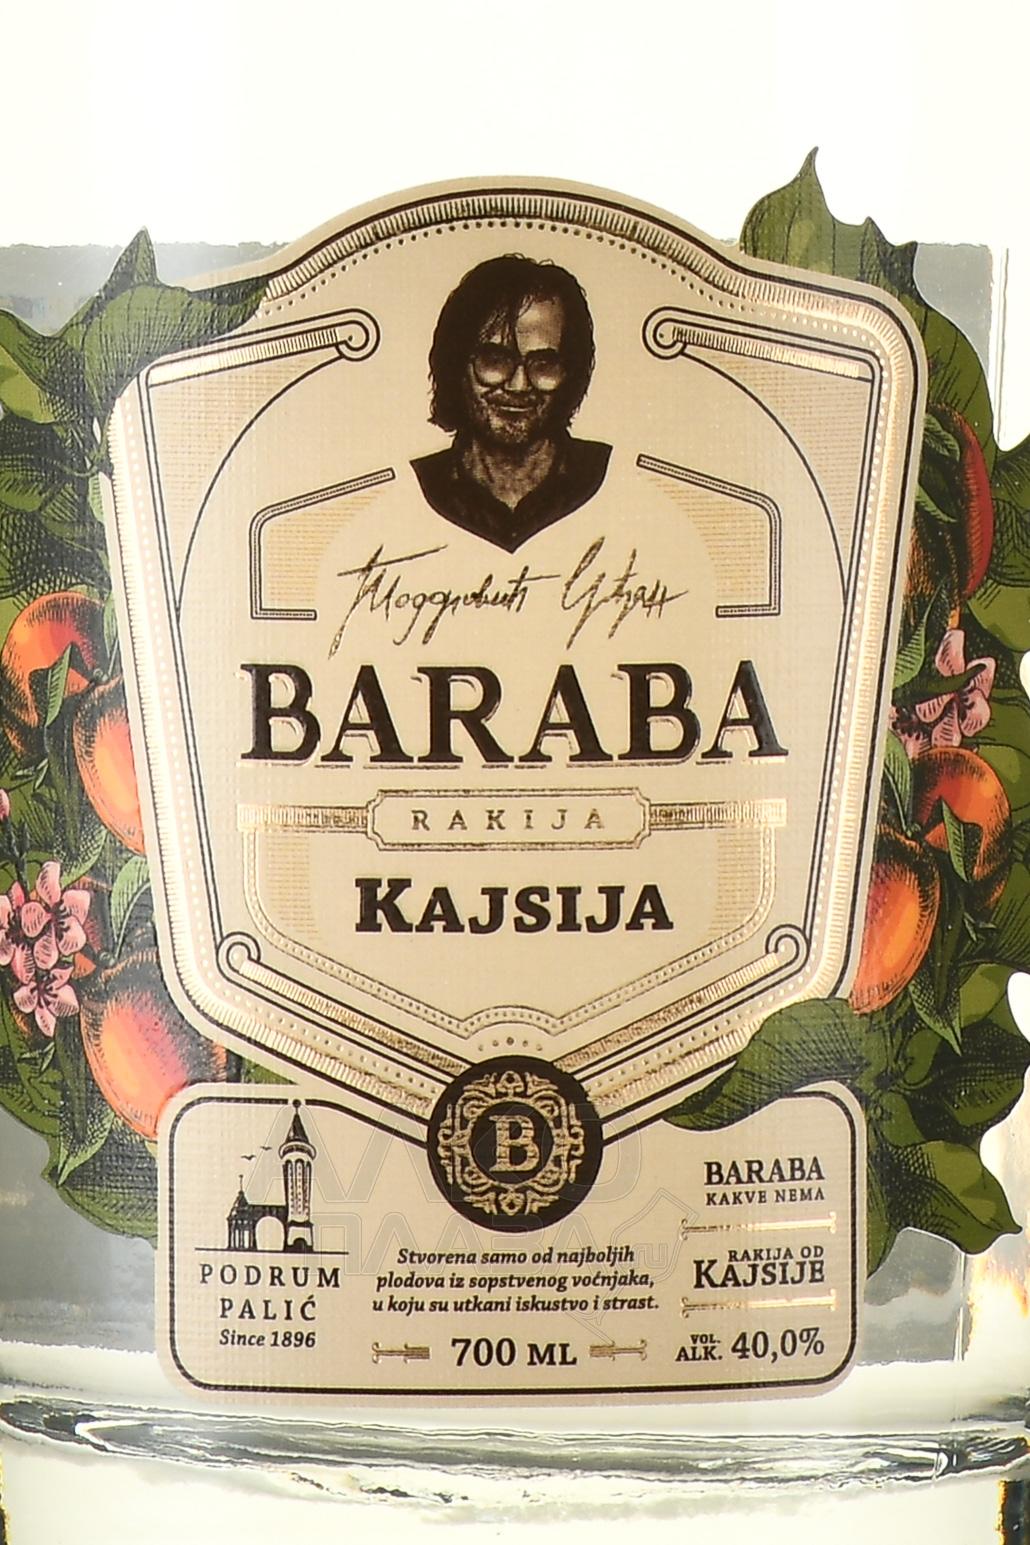 BARABA
RAKIJA
KAJSIJA
B
PODRUM
PALIĆ
Since 1896
Stvorena samo od najboljih
plodova iz sopstvenog voćnjaka,
u koju su utkani iskustvo i strast.
700 ML
BARABA
KAKVE NEMA
RAKIJA OD
KAJSIJE
VOL.
ALK. 40,0%